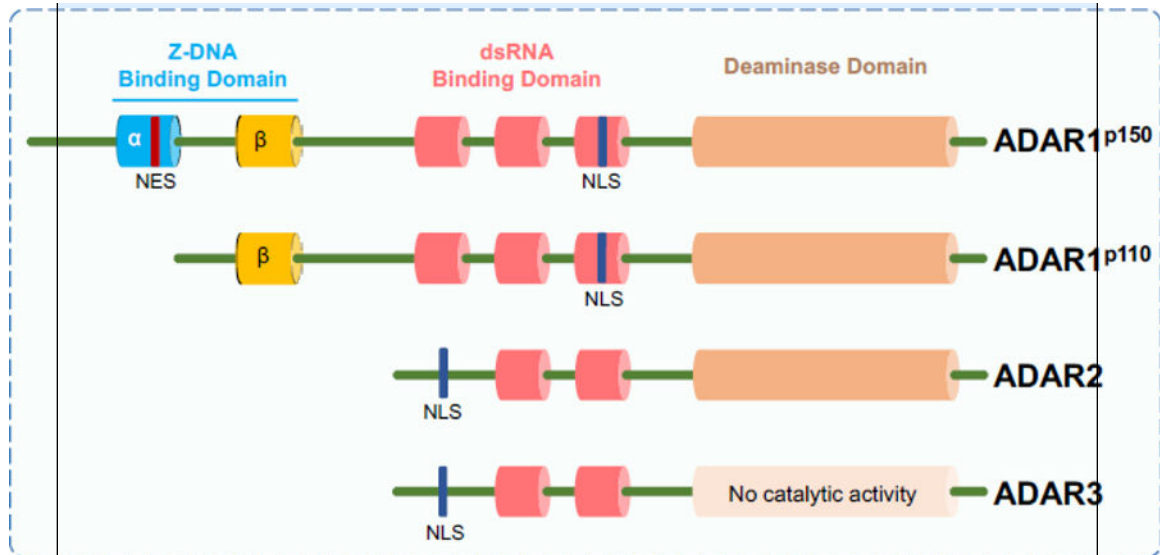 Z-DNA
Binding Domain
dsRNA
Binding Domain
Deaminase Domain
α
β
ADAR1p150
NES
NLS
β
ADAR1p110
NLS
ADAR2
NLS
No catalytic activity
ADAR3
NLS